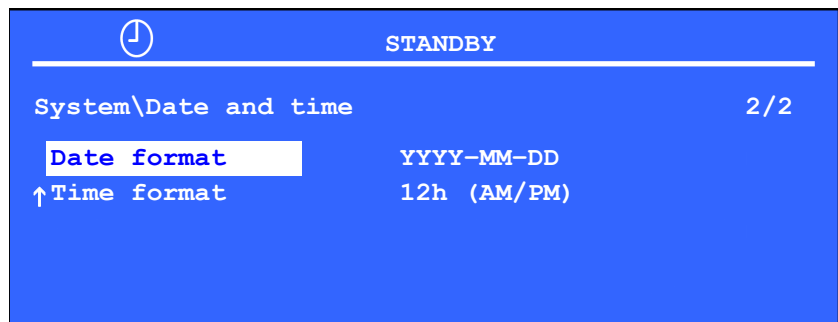 STANDBY
System\Date and time 2/2
Date format YYYY-MM-DD
↑Time format 12h (AM/PM)